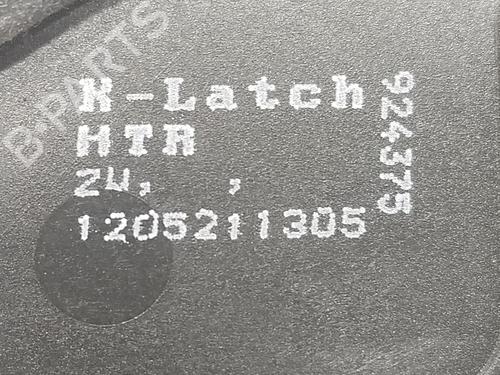 K-Latch
HTR
ZW,   ,
1205211305
924375
B-PARTS